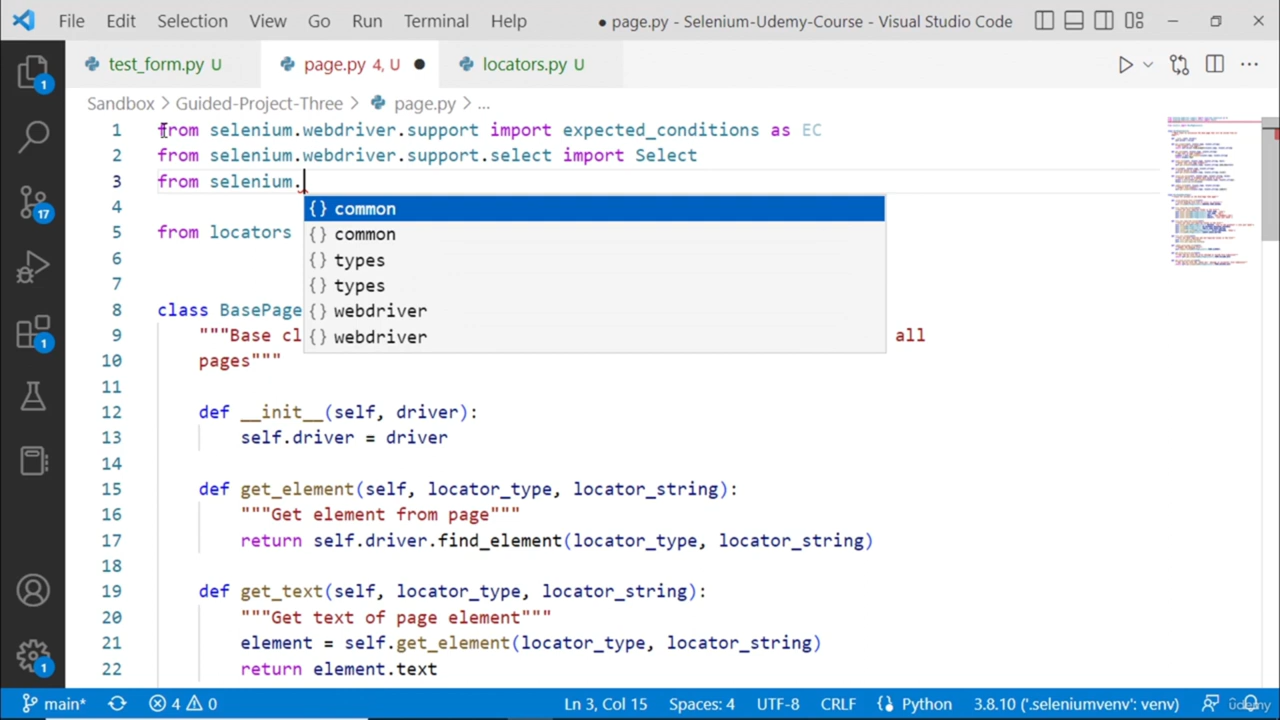 File Edit Selection View Go Run Terminal Help ● page.py - Selenium-Udemy-Course - Visual Studio Code
test_form.py U page.py 4, U ● locators.py U
Sandbox > Guided-Project-Three > page.py > ...
1 from selenium.webdriver.support import expected_conditions as EC
2 from selenium.webdriver.support.select import Select
3 from selenium.
4 {} common
5 from locators {} common
6 {} types
7 {} types
8 class BasePage {} webdriver
9 """Base cl {} webdriver all
10 pages"""
11
12 def __init__(self, driver):
13 self.driver = driver
14
15 def get_element(self, locator_type, locator_string):
16 """Get element from page"""
17 return self.driver.find_element(locator_type, locator_string)
18
19 def get_text(self, locator_type, locator_string):
20 """Get text of page element"""
21 element = self.get_element(locator_type, locator_string)
22 return element.text
1
17
1
1
main* 4 0 Ln 3, Col 15 Spaces: 4 UTF-8 CRLF {} Python 3.8.10 ('.seleniumvenv': venv)
udemy